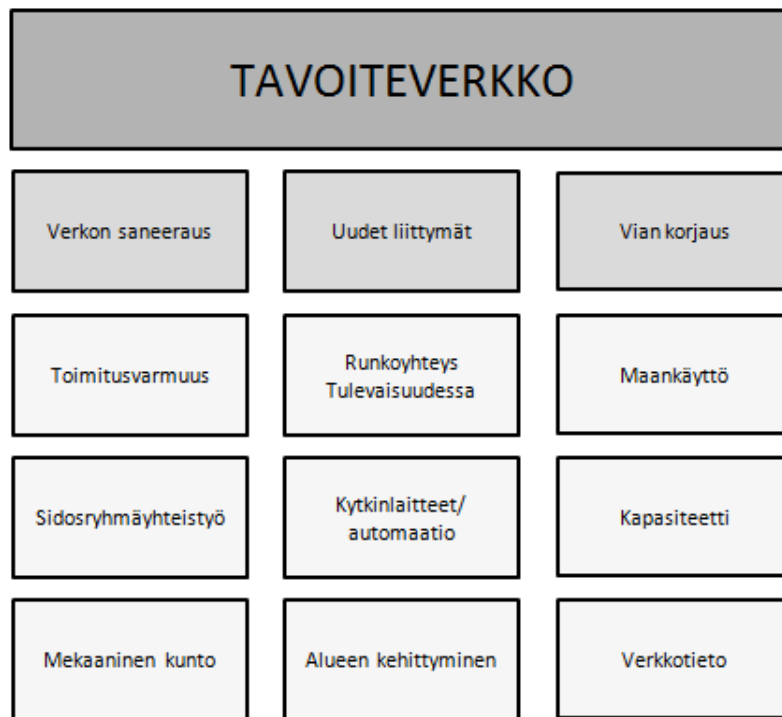 TAVOITEVERKKO
Verkon saneeraus
Uudet liittymät
Vian korjaus
Toimitusvarmuus
Runkoyhteys
Tulevaisuudessa
Maankäyttö
Sidosryhmäyhteistyö
Kytkinlaitteet/
automaatio
Kapasiteetti
Mekaaninen kunto
Alueen kehittyminen
Verkkotieto